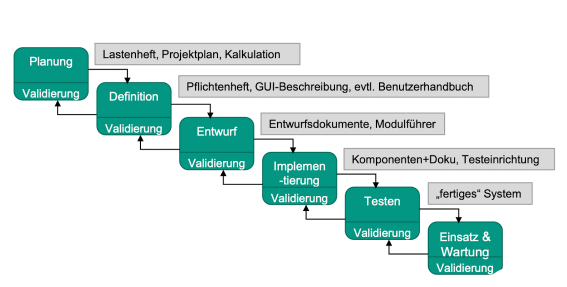 Lastenheft, Projektplan, Kalkulation
Planung
Validierung
Pflichtenheft, GUI-Beschreibung, evtl. Benutzerhandbuch
Definition
Validierung
Entwurfsdokumente, Modulführer
Entwurf
Validierung
Komponenten+Doku, Testeinrichtung
Implemen
-tierung
Validierung
„fertiges“ System
Testen
Validierung
Einsatz &
Wartung
Validierung